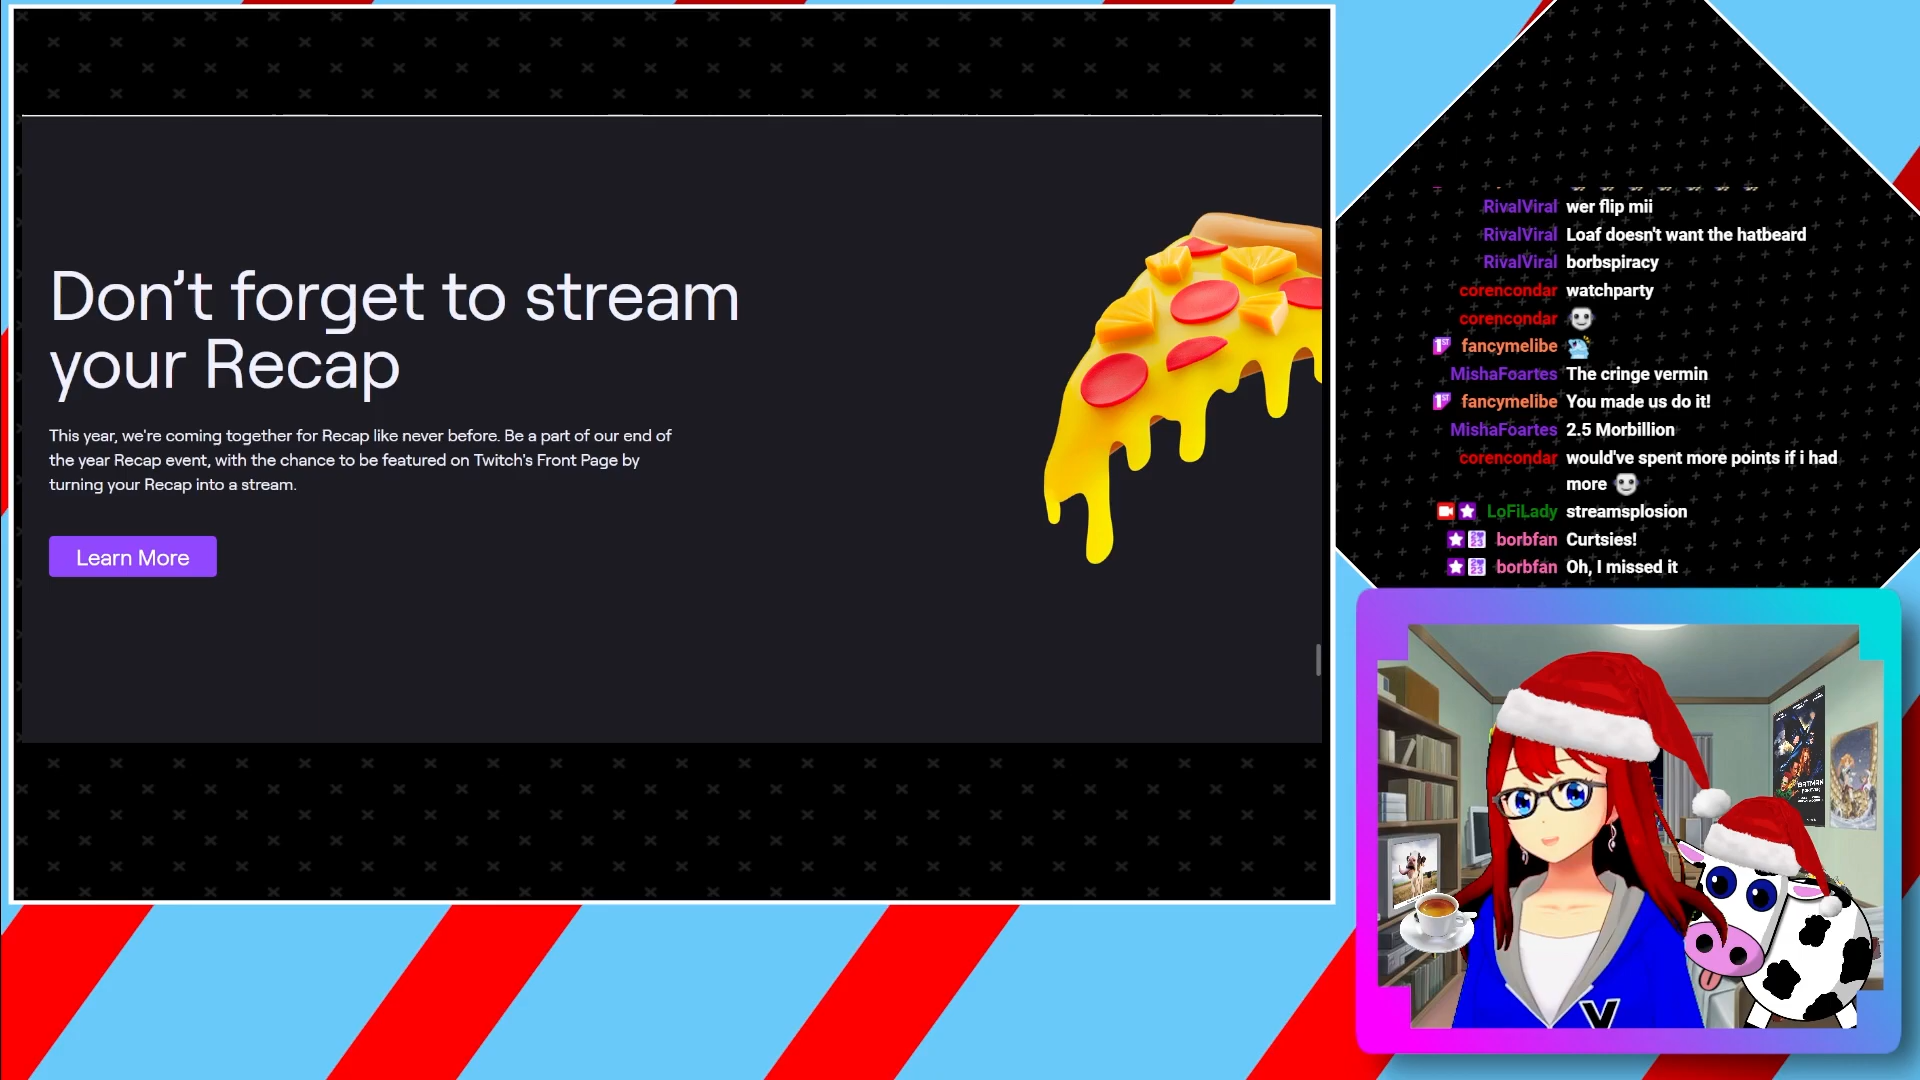 Don’t forget to stream
your Recap
This year, we're coming together for Recap like never before. Be a part of our end of
the year Recap event, with the chance to be featured on Twitch's Front Page by
turning your Recap into a stream.
Learn More
RivalViral wer flip mii
RivalViral Loaf doesn't want the hatbeard
RivalViral borbspiracy
corencondar watchparty
corencondar
1ST fancymelibe
MishaFoartes The cringe vermin
1ST fancymelibe You made us do it!
MishaFoartes 2.5 Morbillion
corencondar would've spent more points if i had
more
LoFiLady streamsplosion
borbfan Curtsies!
borbfan Oh, I missed it
BATMAN
V